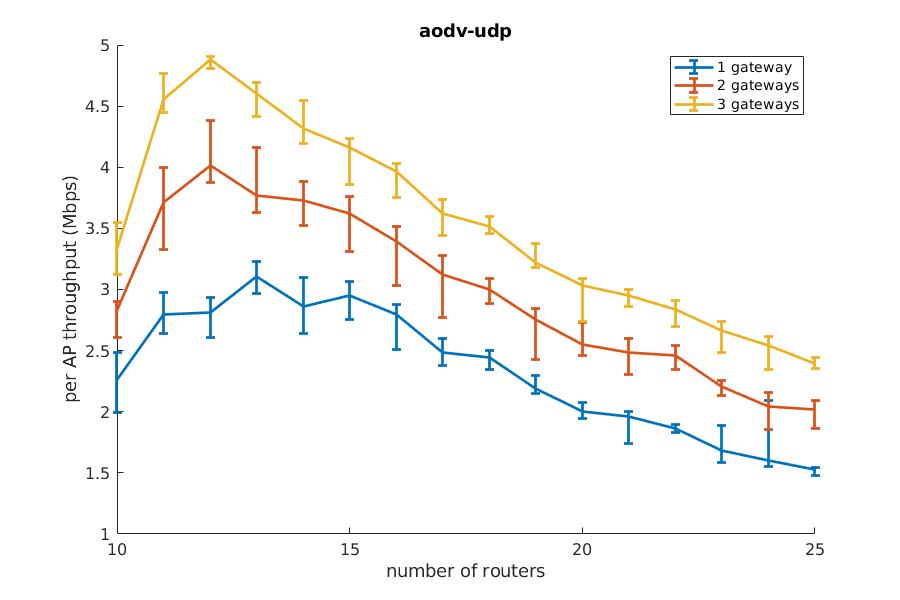 aodv-udp
1 gateway
2 gateways
3 gateways
per AP throughput (Mbps)
5
4.5
4
3.5
3
2.5
2
1.5
1
10
15
20
25
number of routers